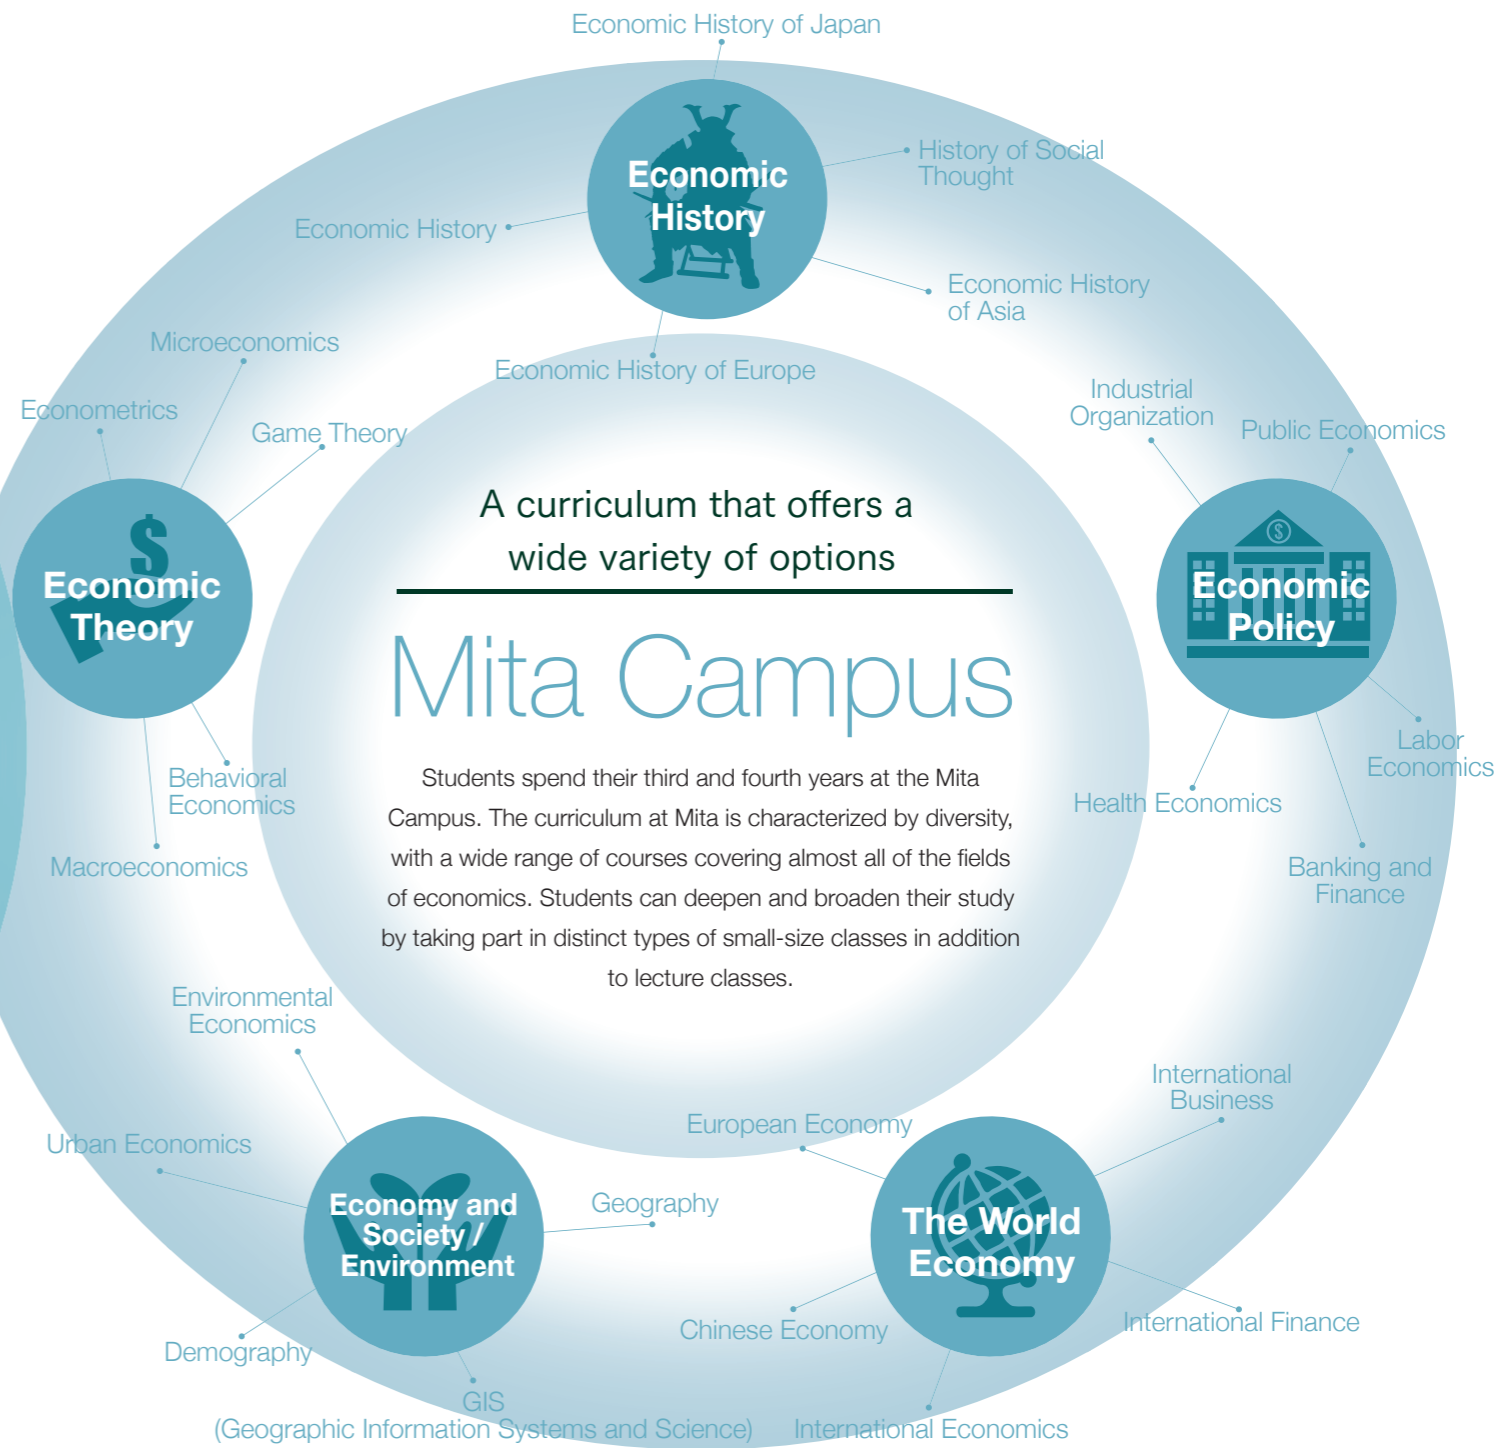 Economic History of Japan
Economic
History
History of Social
Thought
Economic History
Economic History
of Asia
Economic History of Europe
Microeconomics
Econometrics
Game Theory
Industrial
Organization
Public Economics
Economic
Theory
Economic
Policy
A curriculum that offers a
wide variety of options
Mita Campus
Students spend their third and fourth years at the Mita
Campus. The curriculum at Mita is characterized by diversity,
with a wide range of courses covering almost all of the fields
of economics. Students can deepen and broaden their study
by taking part in distinct types of small-size classes in addition
to lecture classes.
Behavioral
Economics
Macroeconomics
Labor
Economics
Health Economics
Banking and
Finance
Environmental
Economics
Urban Economics
Economy and
Society /
Environment
Geography
Demography
GIS
(Geographic Information Systems and Science)
European Economy
International
Business
The World
Economy
Chinese Economy
International Finance
International Economics
$
$